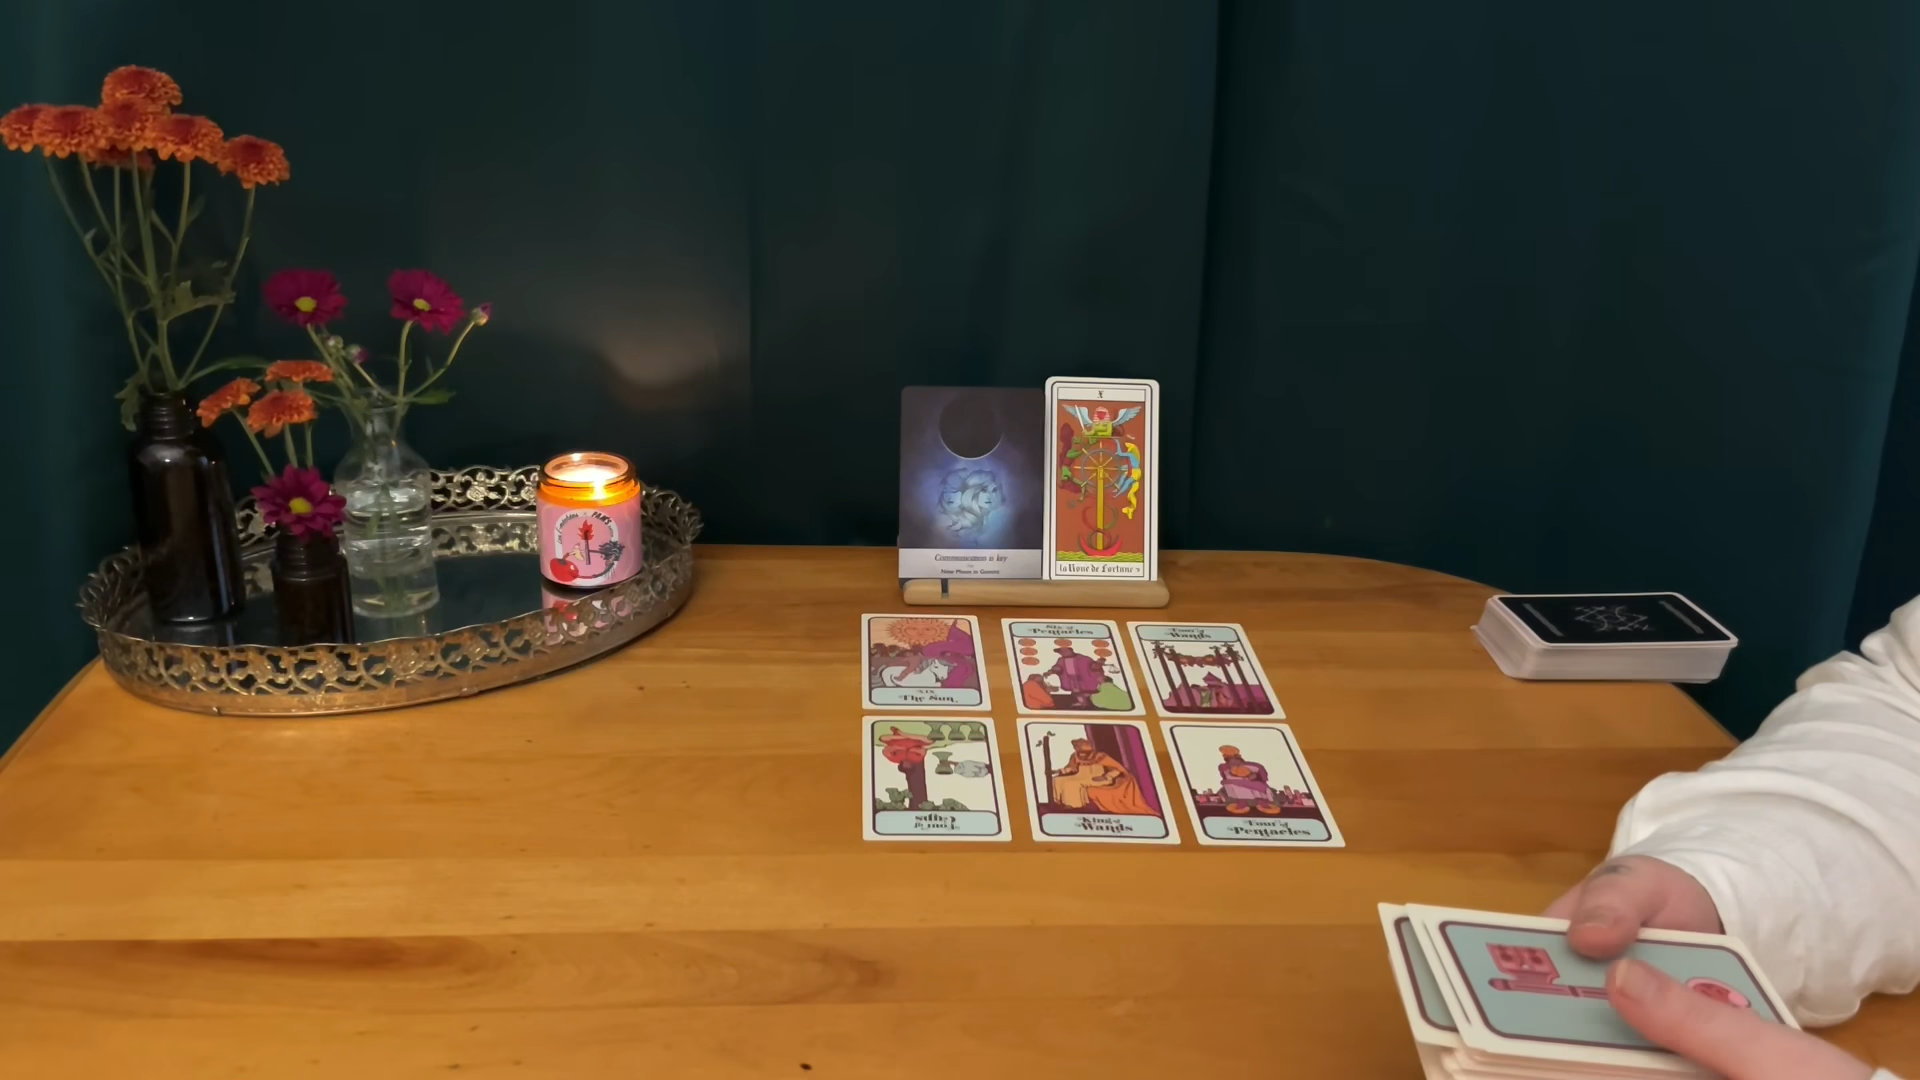 X
la Roue de Fortune
Communication is key
New Moon in Gemini
XIX
The Sun
Six of
Pentacles
Four of
Wands
Four of
Cups
King of
Wands
Four of
Pentacles